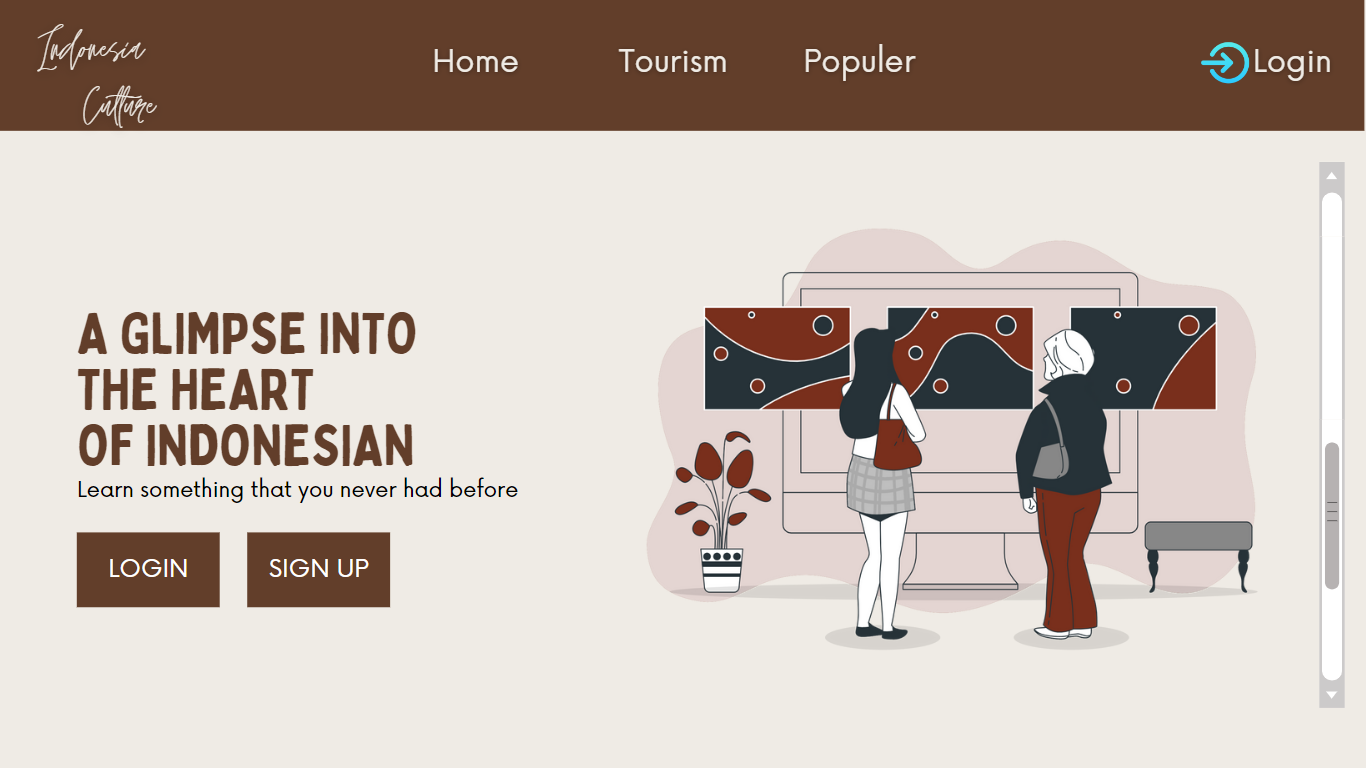 Indonesia
Culture
Home
Tourism
Populer
Login
A GLIMPSE INTO
THE HEART
OF INDONESIAN
Learn something that you never had before
LOGIN
SIGN UP